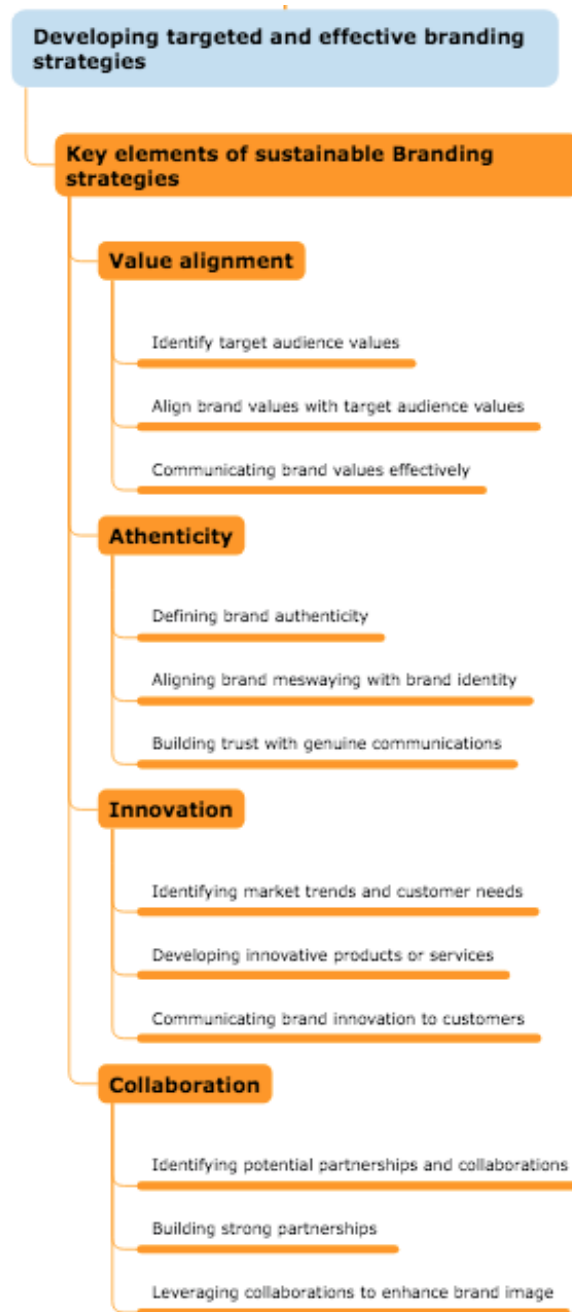 Developing targeted and effective branding
strategies
Key elements of sustainable Branding
strategies
Value alignment
Identify target audience values
Align brand values with target audience values
Communicating brand values effectively
Athenticity
Defining brand authenticity
Aligning brand meswaying with brand identity
Building trust with genuine communications
Innovation
Identifying market trends and customer needs
Developing innovative products or services
Communicating brand innovation to customers
Collaboration
Identifying potential partnerships and collaborations
Building strong partnerships
Leveraging collaborations to enhance brand image